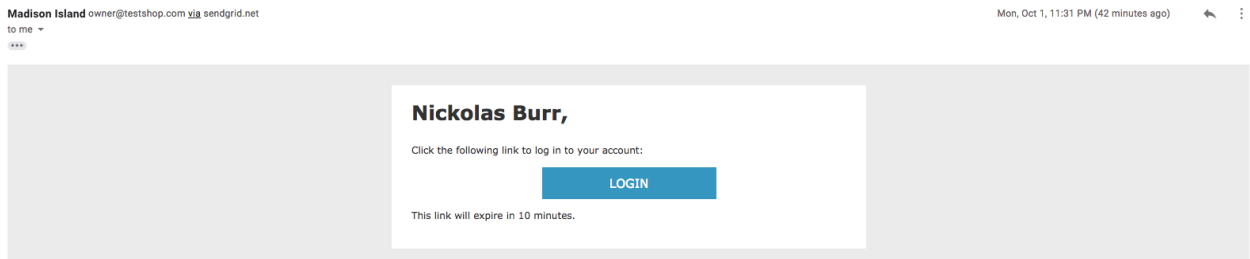 Madison Island owner@testshop.com via sendgrid.net Mon, Oct 1, 11:31 PM (42 minutes ago)
to me
Nickolas Burr,
Click the following link to log in to your account:
LOGIN
This link will expire in 10 minutes.